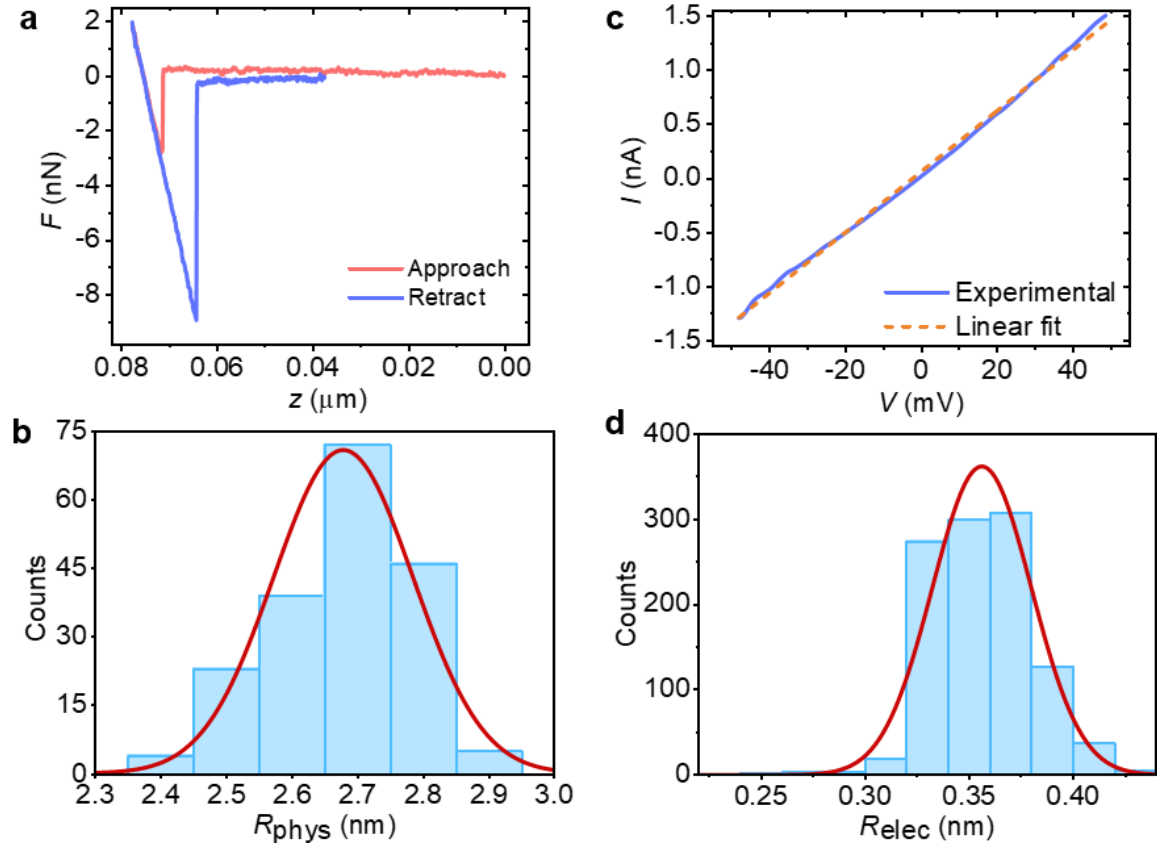 a
2
0
-2
-4
-6
-8
F (nN)
Approach
Retract
0.08
0.06
0.04
0.02
0.00
z (μm)
c
1.5
1.0
0.5
0.0
-0.5
-1.0
-1.5
I (nA)
Experimental
Linear fit
-40
-20
0
20
40
V (mV)
b
75
60
45
30
15
0
Counts
2.3
2.4
2.5
2.6
2.7
2.8
2.9
3.0
Rphys (nm)
d
400
300
200
100
0
Counts
0.25
0.30
0.35
0.40
Relec (nm)